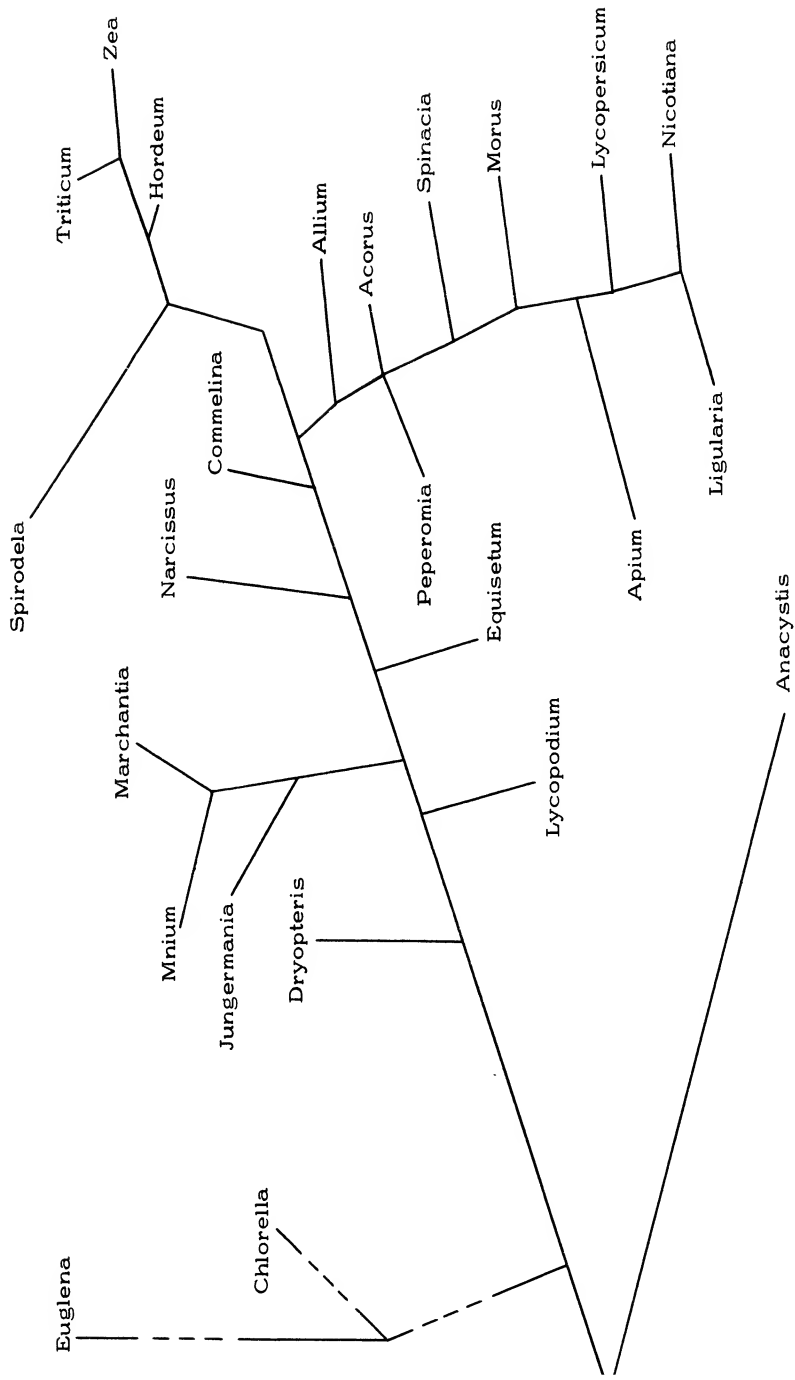 Zea
Triticum
Hordeum
Allium
Acorus
Spinacia
Morus
Lycopersicum
Nicotiana
Commelina
Narcissus
Spirodela
Peperomia
Equisetum
Apium
Ligularia
Marchantia
Lycopodium
Anacystis
Mnium
Jungermania
Dryopteris
Chlorella
Euglena